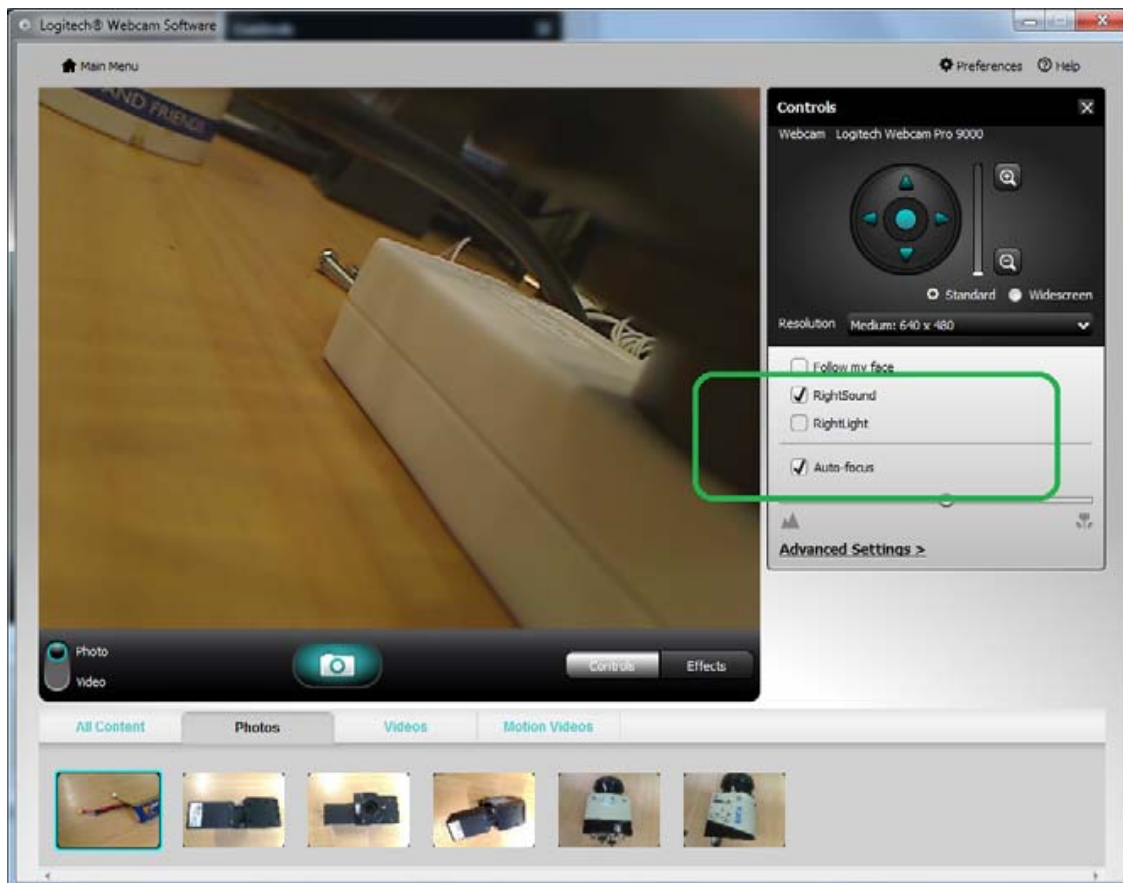 Logitech® Webcam Software
Main Menu
Preferences
Help
AND FRIENDS
Controls
Webcam Logitech Webcam Pro 9000
Standard Widescreen
Resolution Medium: 640 x 480
Follow my face
RightSound
RightLight
Auto-focus
Advanced Settings >
Photo
Video
Controls Effects
All Content Photos Videos Motion Videos